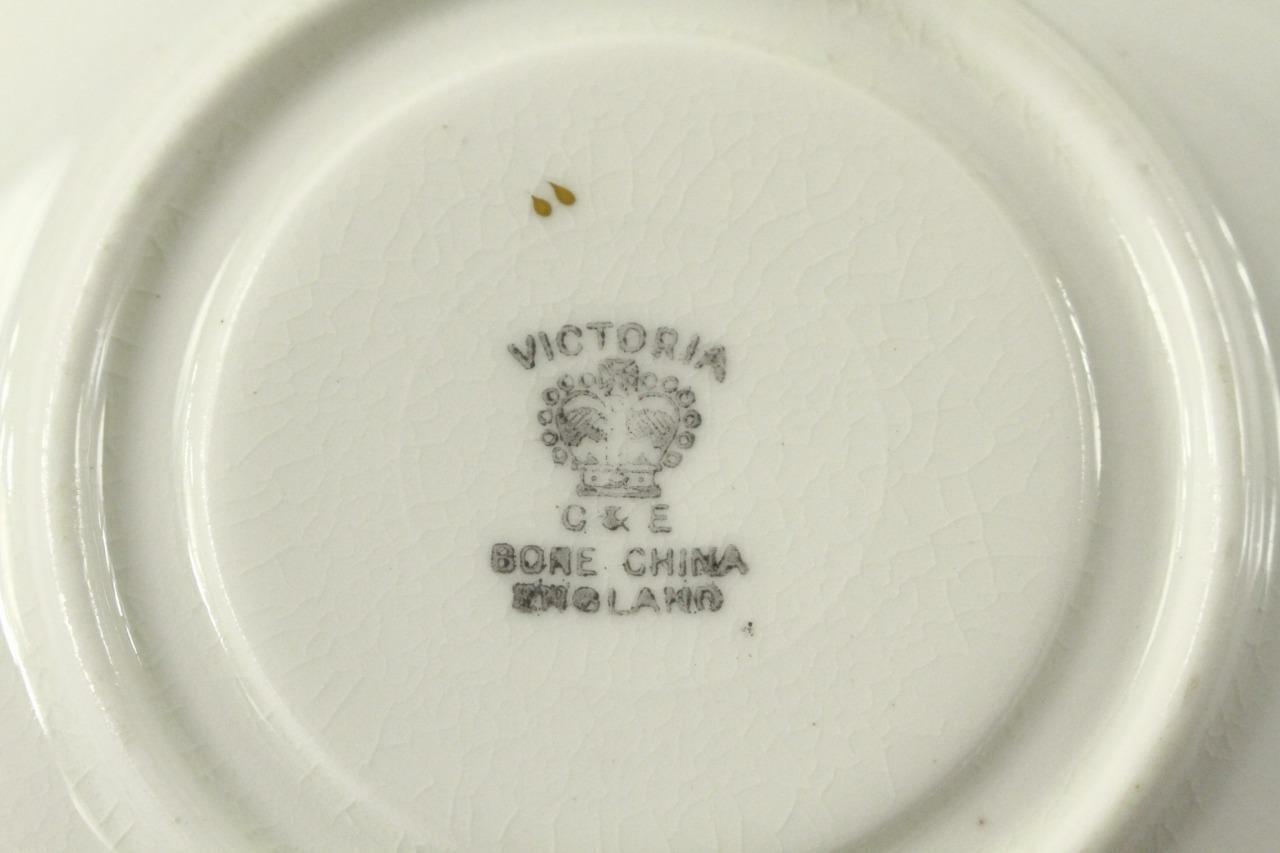 VICTORIA
C & E
BONE CHINA
ENGLAND